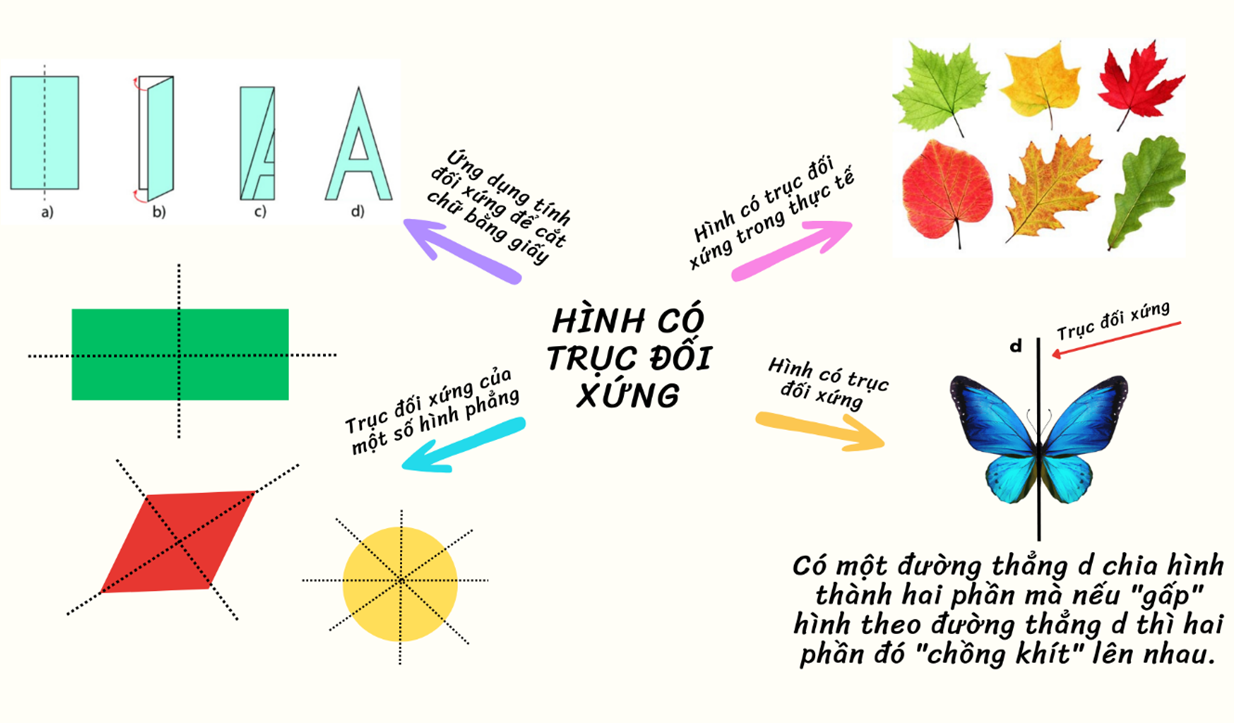 a)
b)
c)
d)
Ứng dụng tính
đối xứng để cắt
chữ bằng giấy
Hình có trục đối
xứng trong thực tế
HÌNH CÓ
TRỤC ĐỐI
XỨNG
Trục đối xứng của
một số hình phẳng
Hình có trục
đối xứng
d
Trục đối xứng
Có một đường thẳng d chia hình
thành hai phần mà nếu "gấp"
hình theo đường thẳng d thì hai
phần đó "chồng khít" lên nhau.